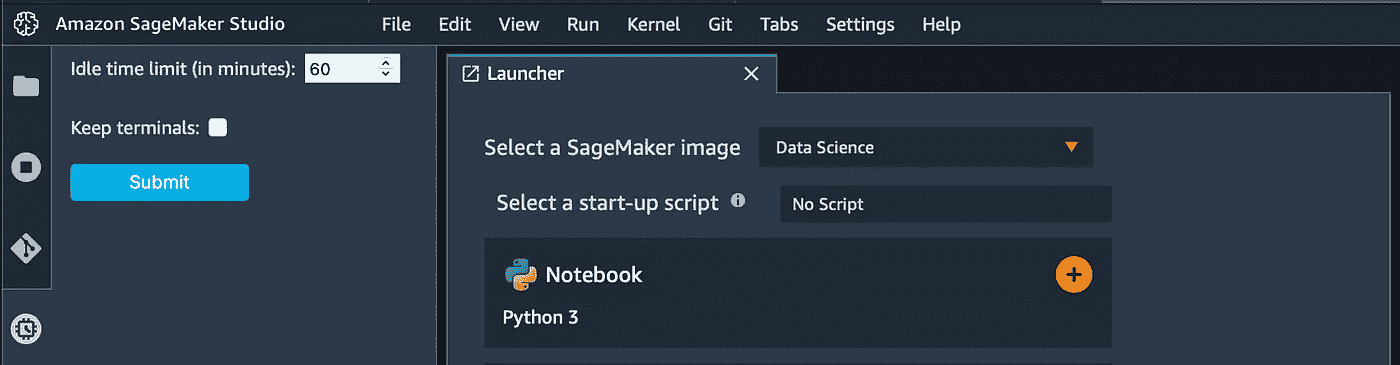 Amazon SageMaker Studio File Edit View Run Kernel Git Tabs Settings Help
Idle time limit (in minutes): 60
Keep terminals:
Submit
Launcher
Select a SageMaker image Data Science
Select a start-up script No Script
Notebook
Python 3